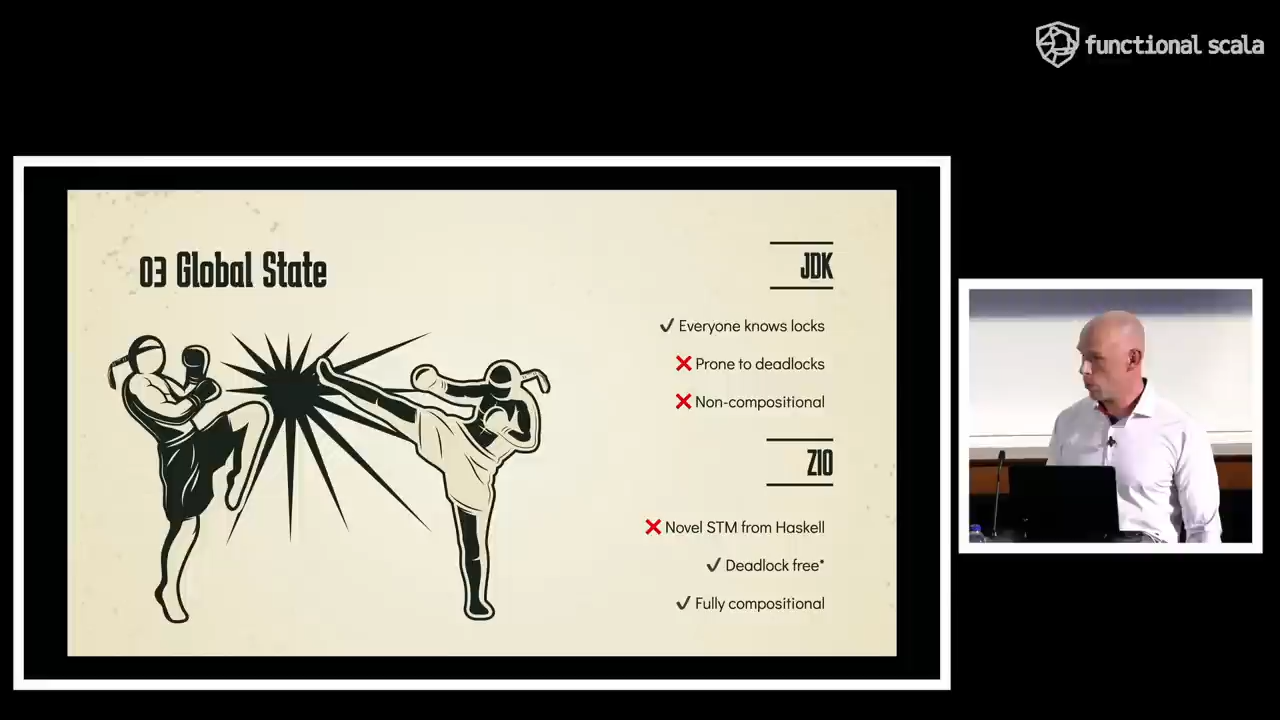 functional scala
03 Global State
JDK
✔ Everyone knows locks
❌ Prone to deadlocks
❌ Non-compositional
ZIO
❌ Novel STM from Haskell
✔ Deadlock free*
✔ Fully compositional